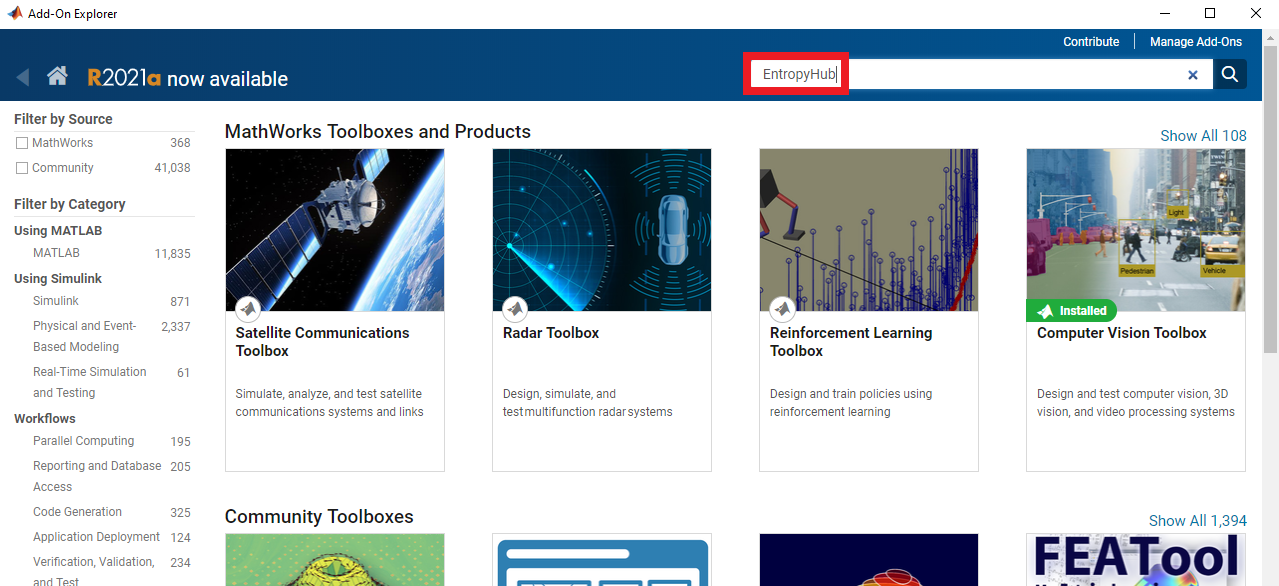 Add-On Explorer
Contribute
Manage Add-Ons
R2021a now available
EntropyHub
Filter by Source
MathWorks 368
Community 41,038
Filter by Category
Using MATLAB
MATLAB 11,835
Using Simulink
Simulink 871
Physical and Event-
Based Modeling 2,337
Real-Time Simulation
and Testing 61
Workflows
Parallel Computing 195
Reporting and Database
Access 205
Code Generation 325
Application Deployment 124
Verification, Validation,
and Test 234
MathWorks Toolboxes and Products
Show All 108
Satellite Communications
Toolbox
Simulate, analyze, and test satellite
communications systems and links
Radar Toolbox
Design, simulate, and
test multifunction radar systems
Reinforcement Learning
Toolbox
Design and train policies using
reinforcement learning
Light
Pedestrian
Vehicle
Installed
Computer Vision Toolbox
Design and test computer vision, 3D
vision, and video processing systems
Community Toolboxes
Show All 1,394
FEATool